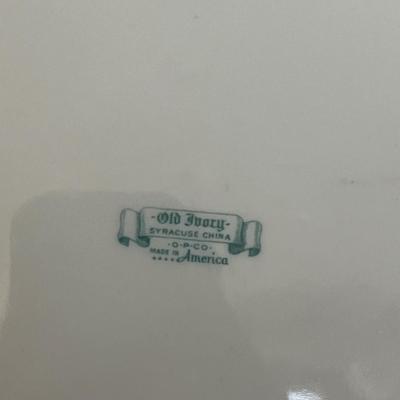 -Old Ivory-
SYRACUSE CHINA
·O·P·CO·
MADE IN America